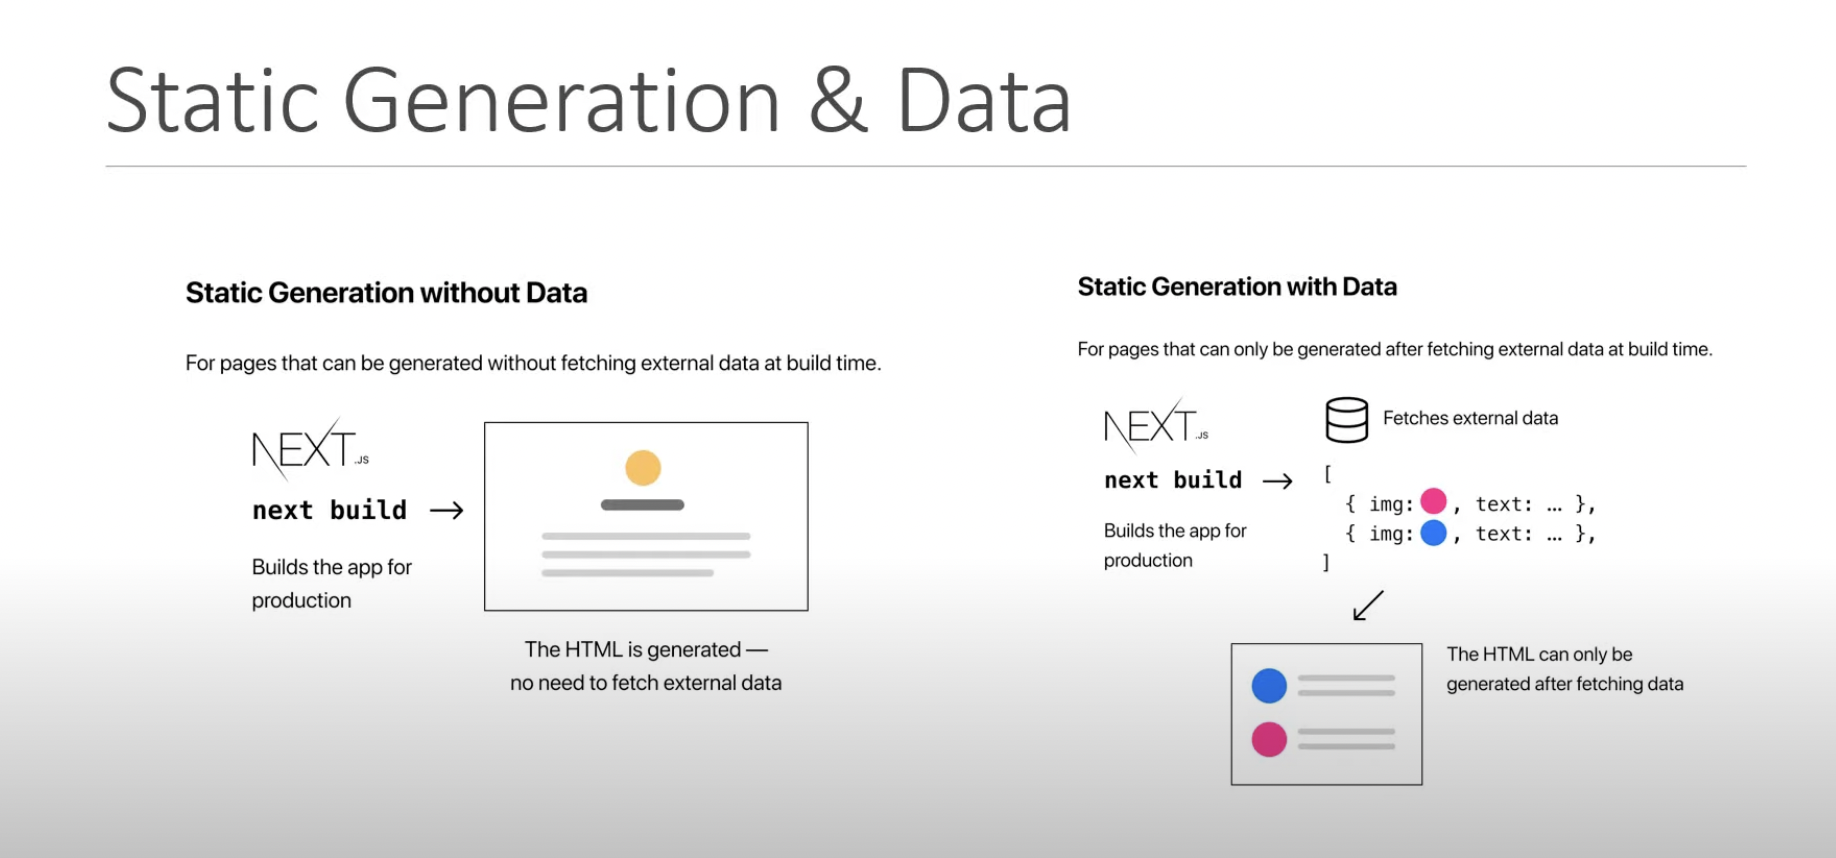 Static Generation & Data
Static Generation without Data
For pages that can be generated without fetching external data at build time.
NEXT.JS
next build →
Builds the app for
production
The HTML is generated —
no need to fetch external data
Static Generation with Data
For pages that can only be generated after fetching external data at build time.
NEXT.JS
next build →
Builds the app for
production
Fetches external data
[
{ img: , text: … },
{ img: , text: … },
]
The HTML can only be
generated after fetching data